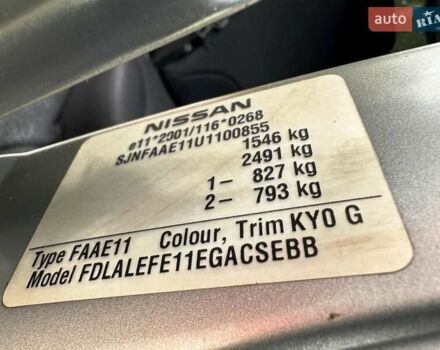 AUTO RIA
NISSAN
e11*2001/116*0268
SJNFAAE11U1100855
1546 kg
2491 kg
1– 827 kg
2– 793 kg
Type FAAE11 Colour, Trim KY0 G
Model FDLALEFE11EGACSEBB